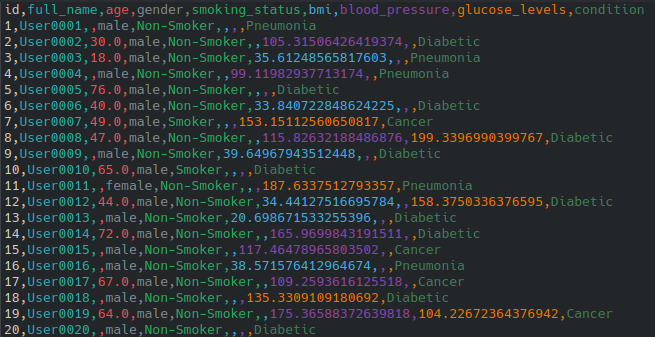 id,full_name,age,gender,smoking_status,bmi,blood_pressure,glucose_levels,condition
1,User0001,,male,Non-Smoker,,,,Pneumonia
2,User0002,30.0,male,Non-Smoker,,105.31506426419374,,Diabetic
3,User0003,18.0,male,Non-Smoker,35.61248565817603,,,Pneumonia
4,User0004,,male,Non-Smoker,,99.11982937713174,,Pneumonia
5,User0005,76.0,male,Non-Smoker,,,,Diabetic
6,User0006,40.0,male,Non-Smoker,33.840722848624225,,,Diabetic
7,User0007,49.0,male,Smoker,,,153.15112560650817,Cancer
8,User0008,47.0,male,Non-Smoker,,115.82632188486876,199.3396990399767,Diabetic
9,User0009,,male,Non-Smoker,39.64967943512448,,,Diabetic
10,User0010,65.0,male,Smoker,,,,Diabetic
11,User0011,,female,Non-Smoker,,,187.6337512793357,Pneumonia
12,User0012,44.0,male,Non-Smoker,34.44127516695784,,158.3750336376595,Diabetic
13,User0013,,male,Non-Smoker,20.698671533255396,,,Diabetic
14,User0014,72.0,male,Non-Smoker,,165.96999843191511,,Diabetic
15,User0015,,male,Non-Smoker,,117.46478965803502,,Cancer
16,User0016,,male,Non-Smoker,38.571576412964674,,,Pneumonia
17,User0017,67.0,male,Non-Smoker,,109.2593616125518,,Cancer
18,User0018,,male,Non-Smoker,,,135.3309109180692,Diabetic
19,User0019,64.0,male,Non-Smoker,,175.36588372639818,104.22672364376942,Cancer
20,User0020,,male,Non-Smoker,,,,Diabetic